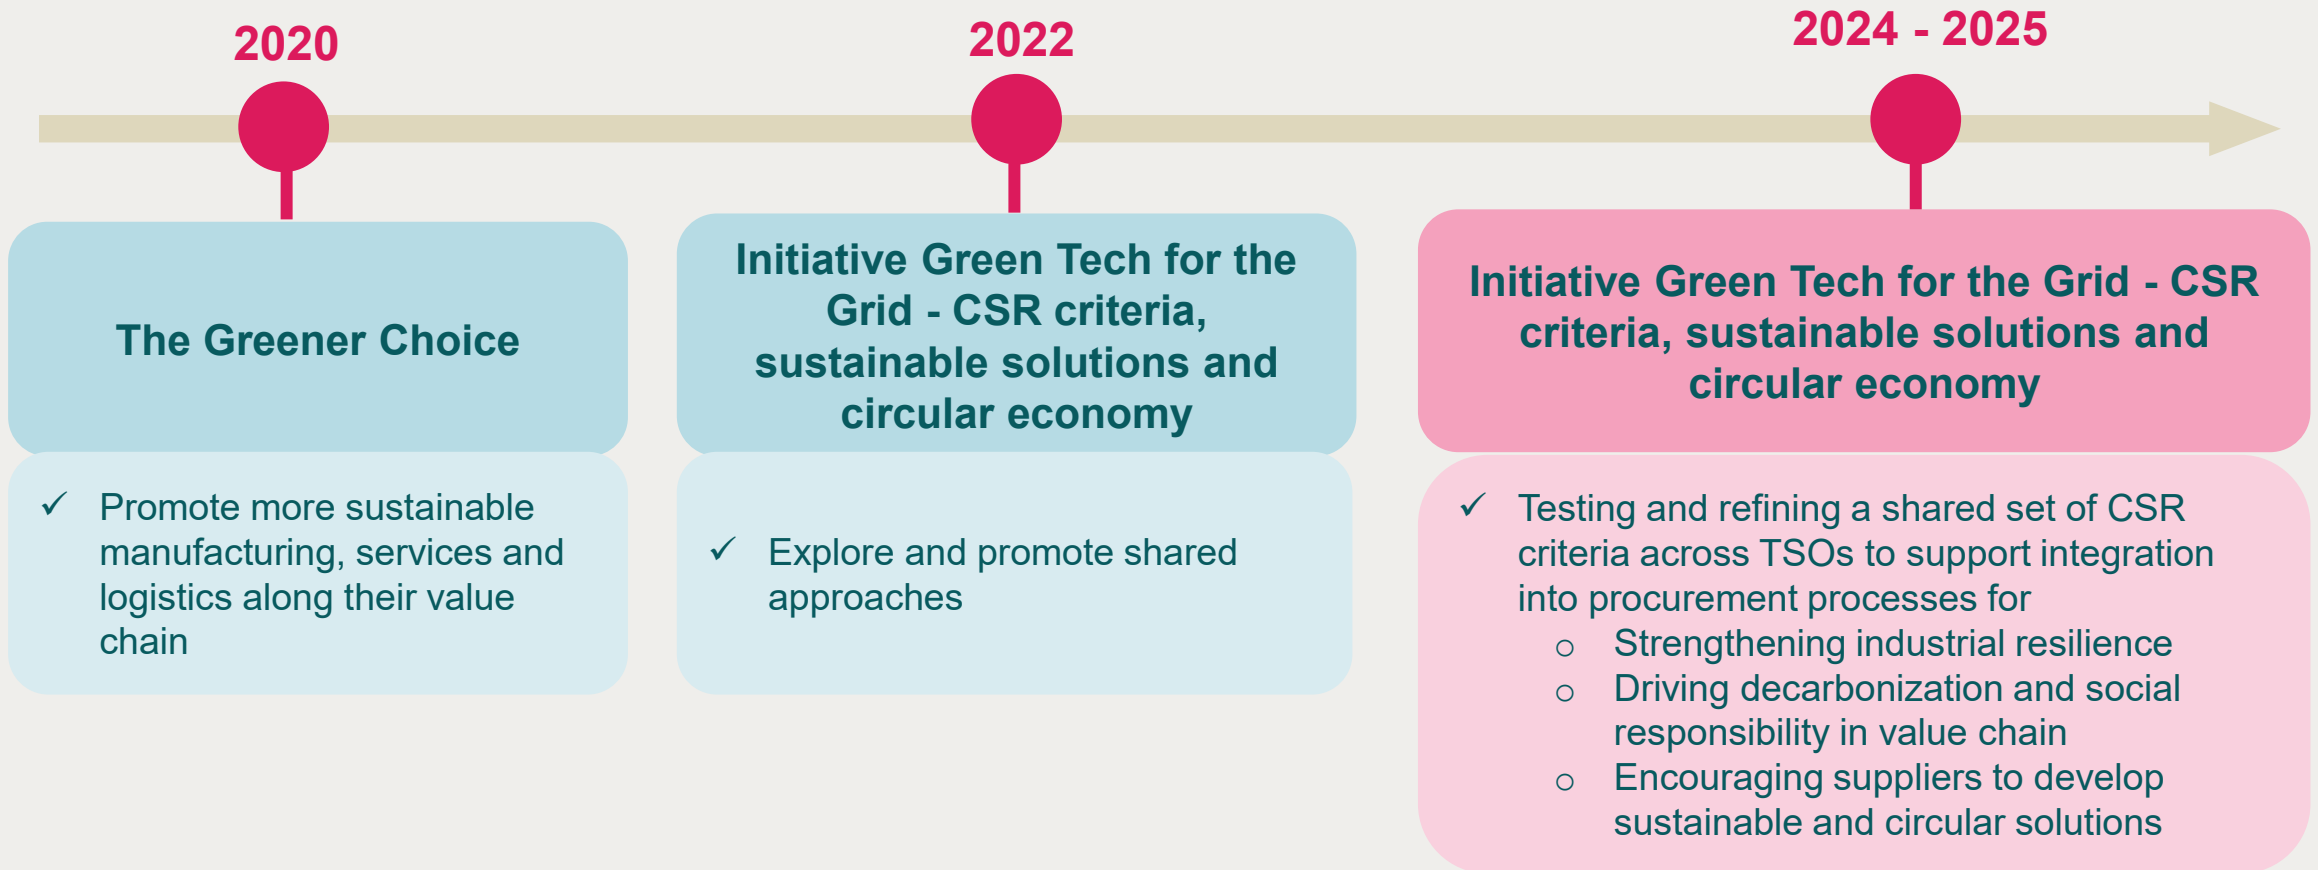 2020
2022
2024 - 2025
The Greener Choice
✓ Promote more sustainable
manufacturing, services and
logistics along their value
chain
Initiative Green Tech for the
Grid - CSR criteria,
sustainable solutions and
circular economy
✓ Explore and promote shared
approaches
Initiative Green Tech for the Grid - CSR
criteria, sustainable solutions and
circular economy
✓ Testing and refining a shared set of CSR
criteria across TSOs to support integration
into procurement processes for
o Strengthening industrial resilience
o Driving decarbonization and social
responsibility in value chain
o Encouraging suppliers to develop
sustainable and circular solutions